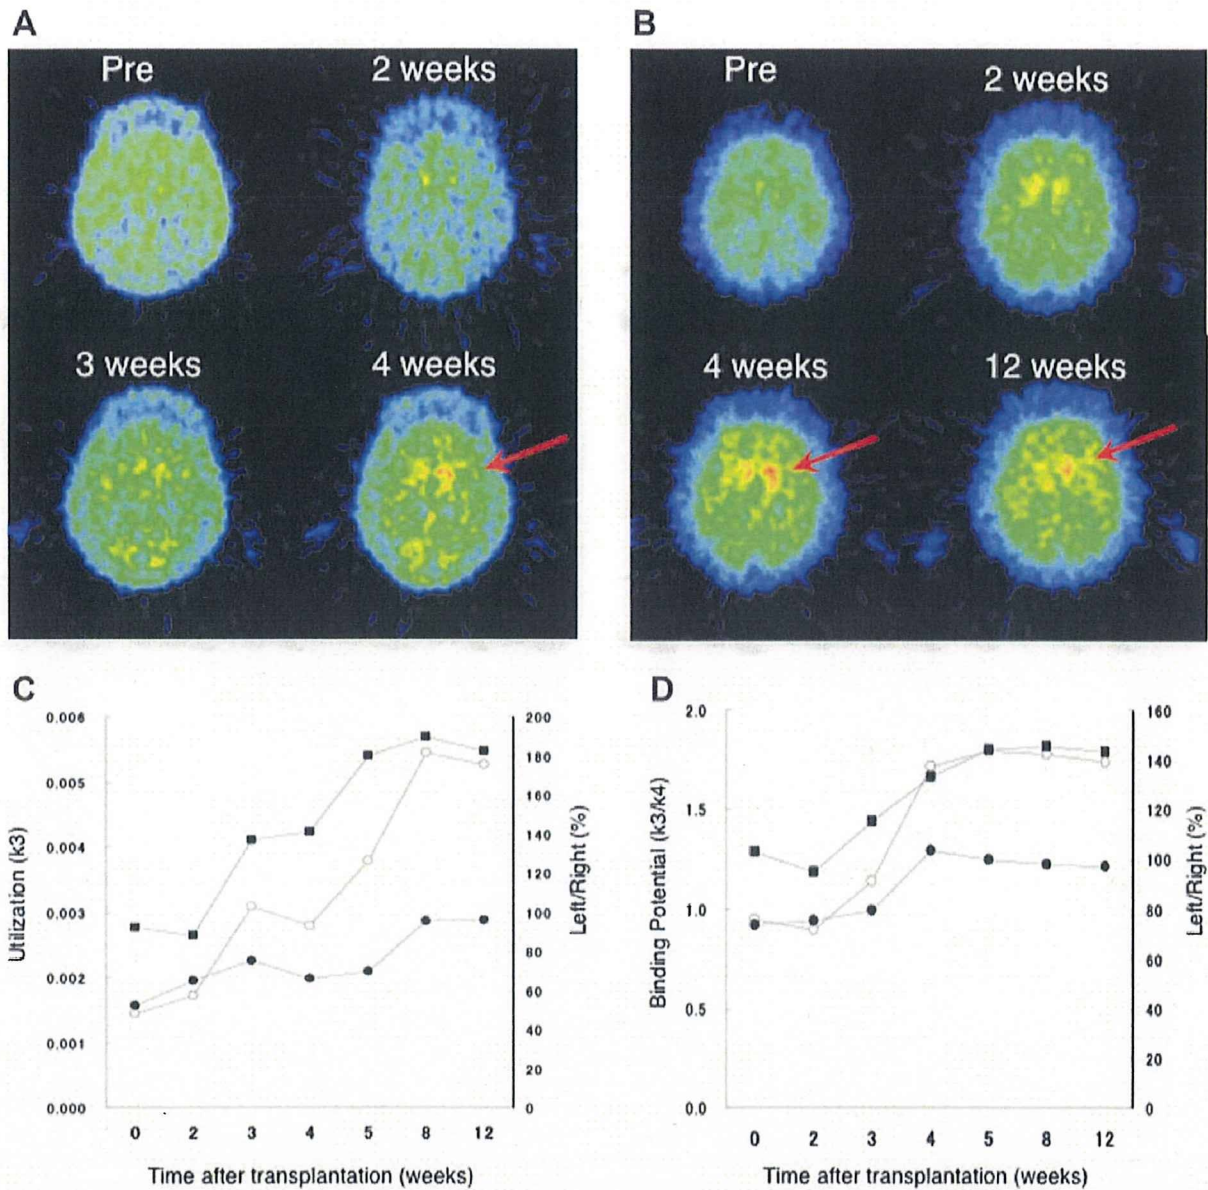 A
B
Pre
2 weeks
Pre
2 weeks
3 weeks
4 weeks
4 weeks
12 weeks
C
D
0.006
0.005
0.004
0.003
0.002
0.001
0.000
Utilization (k3)
200
180
160
140
120
100
80
60
40
20
0
Left/Right (%)
0 2 3 4 5 8 12
Time after transplantation (weeks)
2.0
1.5
1.0
0.5
0.0
Binding Potential (k3/k4)
160
140
120
100
80
60
40
20
0
Left/Right (%)
0 2 3 4 5 8 12
Time after transplantation (weeks)